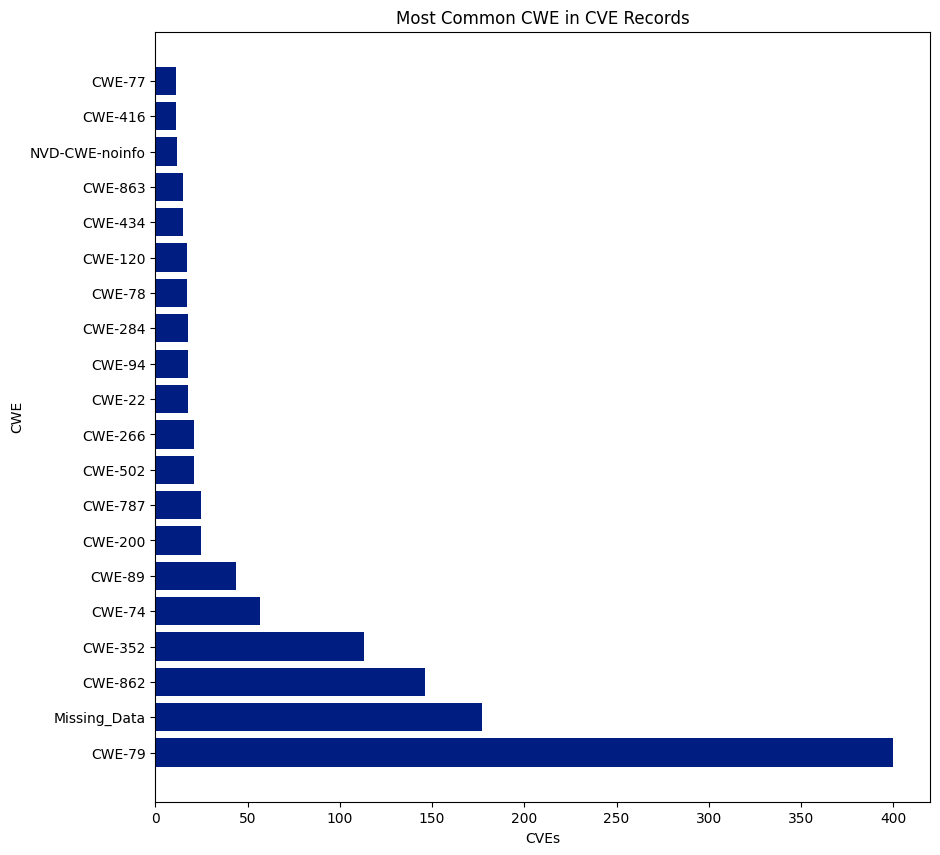 Most Common CWE in CVE Records
CWE-77
CWE-416
NVD-CWE-noinfo
CWE-863
CWE-434
CWE-120
CWE-78
CWE-284
CWE-94
CWE-22
CWE-266
CWE-502
CWE-787
CWE-200
CWE-89
CWE-74
CWE-352
CWE-862
Missing_Data
CWE-79
CWE
0 50 100 150 200 250 300 350 400
CVEs